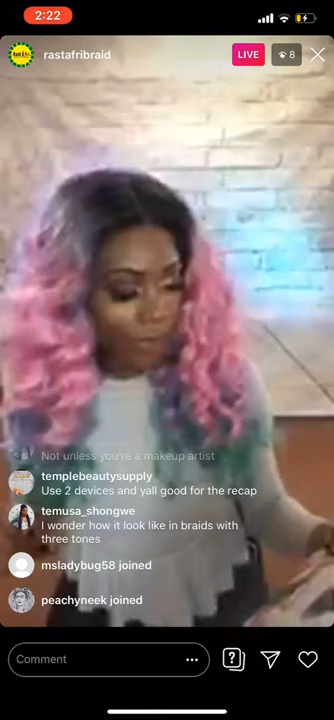 2:22
rastafribraid
LIVE
8
Not unless you're a makeup artist
templebeautysupply
Use 2 devices and yall good for the recap
temusa_shongwe
I wonder how it look like in braids with
three tones
msladybug58 joined
peachyneek joined
Comment